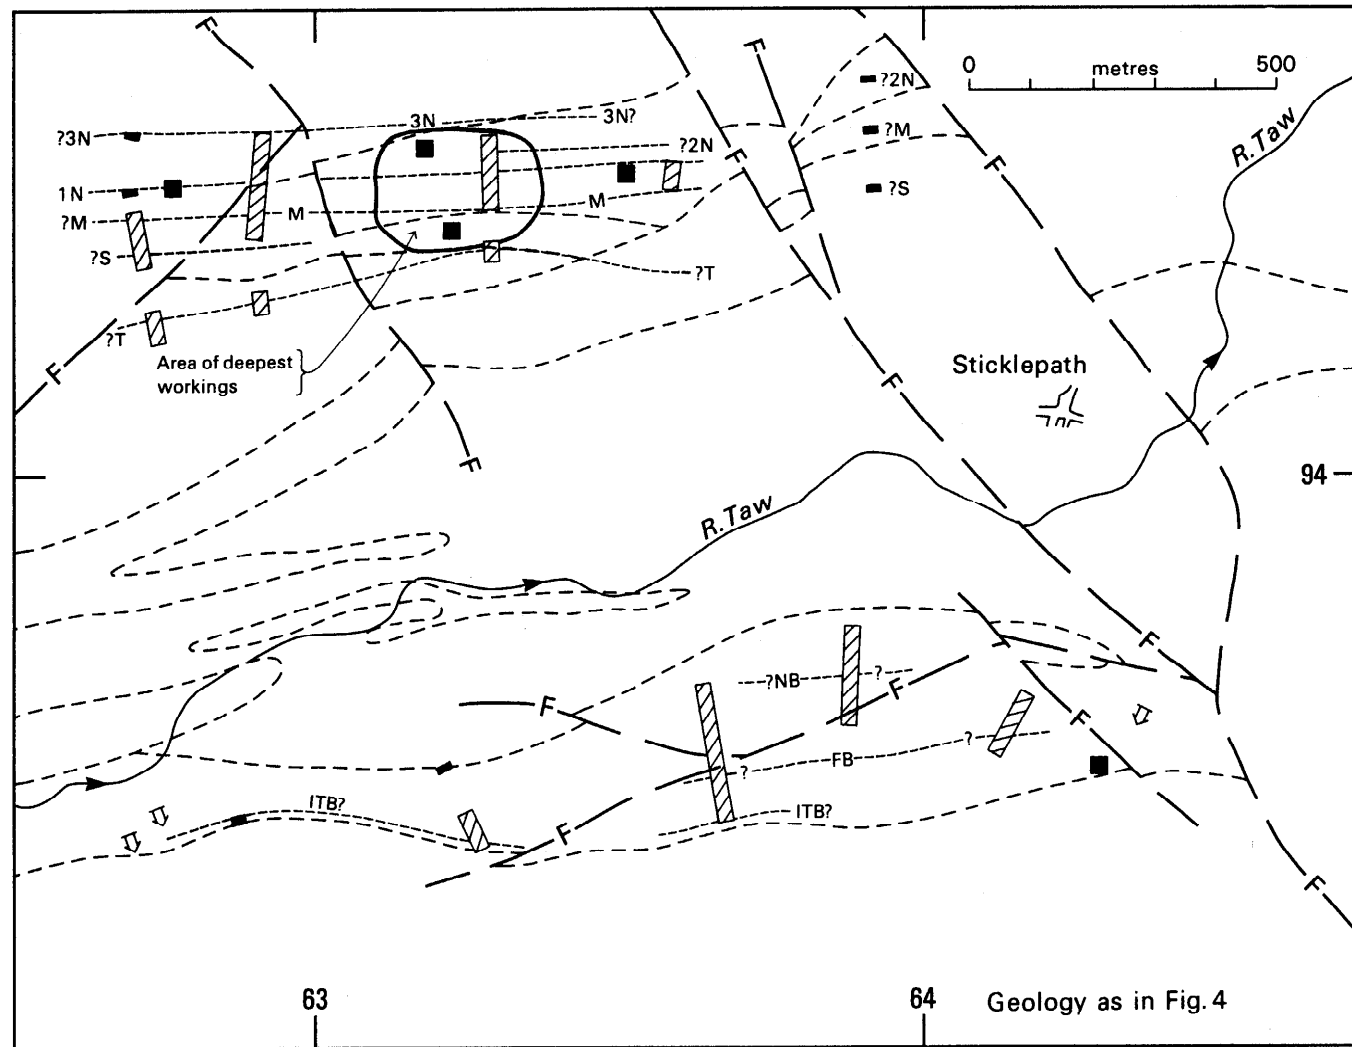 F
F
0
500
metres
?2N
?3N
3N
3N?
?2N
?M
R. Taw
F
F
1N
?S
?M
M
M
?S
?T
?T
Area of deepest
workings
Sticklepath
F
F
F
94
R. Taw
F
?NB
?
F
F
F
FB
?
?
ITB?
ITB?
F
F
63
64
Geology as in Fig. 4